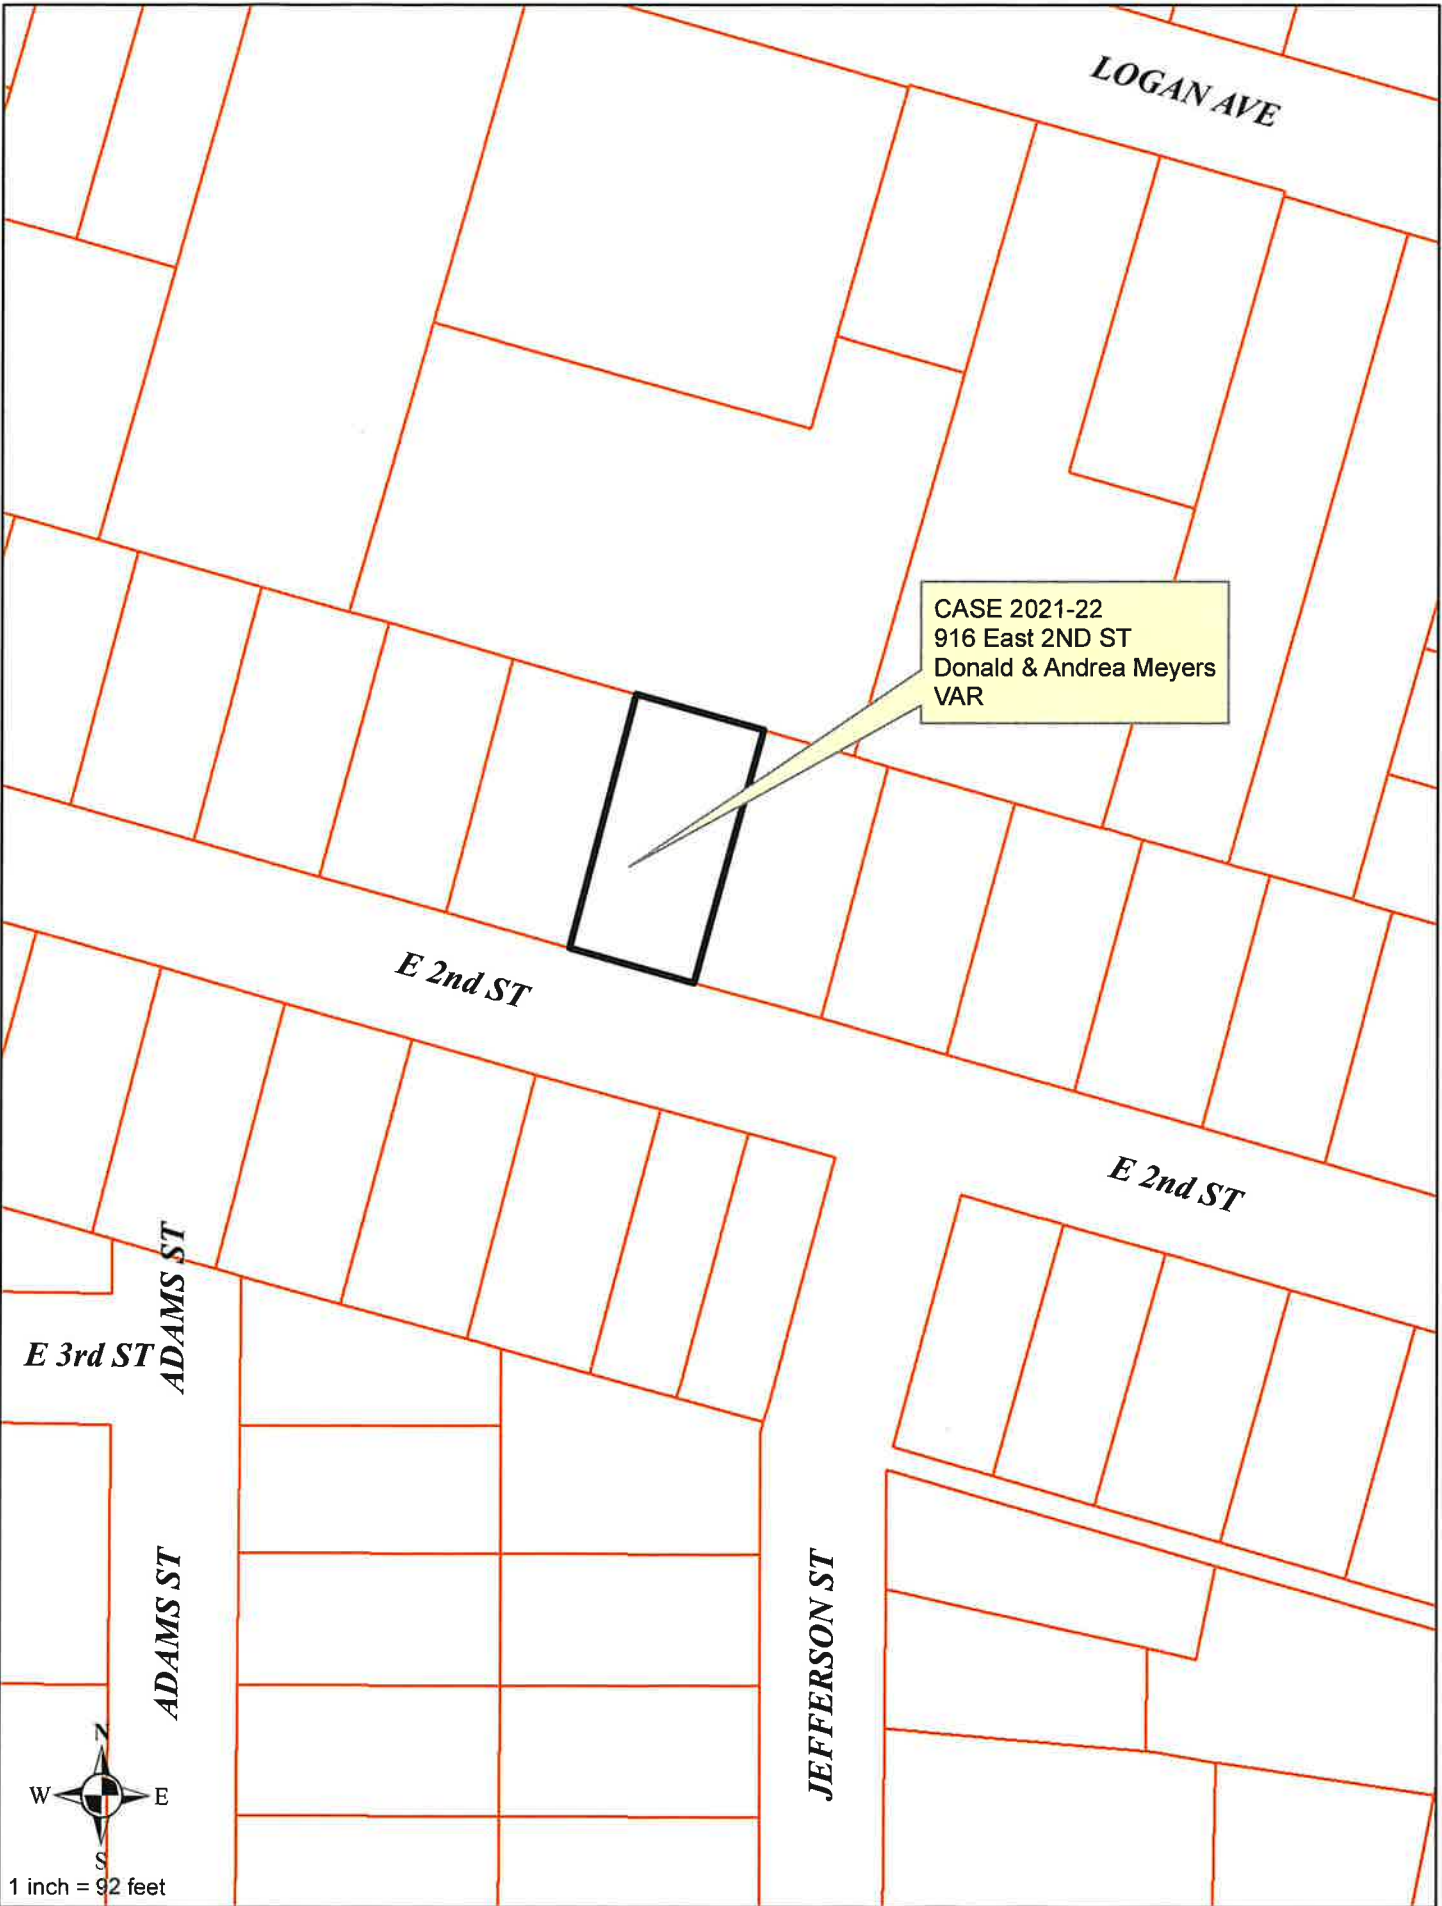 LOGAN AVE
CASE 2021-22
916 East 2ND ST
Donald & Andrea Meyers
VAR
E 2nd ST
E 2nd ST
ADAMS ST
E 3rd ST
ADAMS ST
JEFFERSON ST
N
W E
S
1 inch = 92 feet